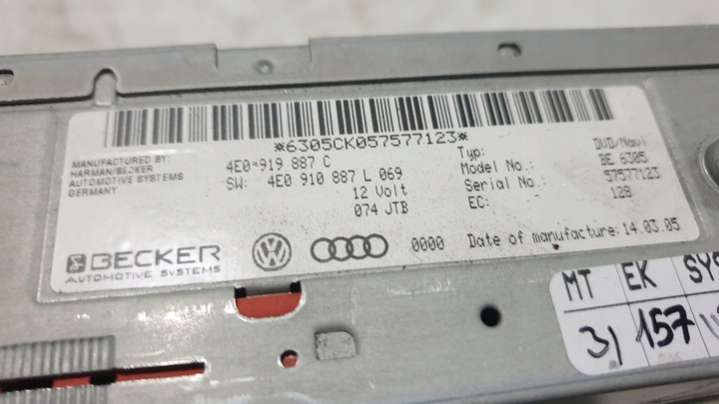 *6305CK057577123*
MANUFACTURED BY:
HARMAN/BECKER
AUTOMOTIVE SYSTEMS
GERMANY
4E0-919 887 C
SW: 4E0 910 887 L 069
12 Volt
074 JTB
Typ: DVD/Navi
Model No.: BE 6305
Serial No.: 57577123
EC: - 128
BECKER
AUTOMOTIVE SYSTEMS
0000
Date of manufacture: 14.03.05
MT EK SYS
31 157